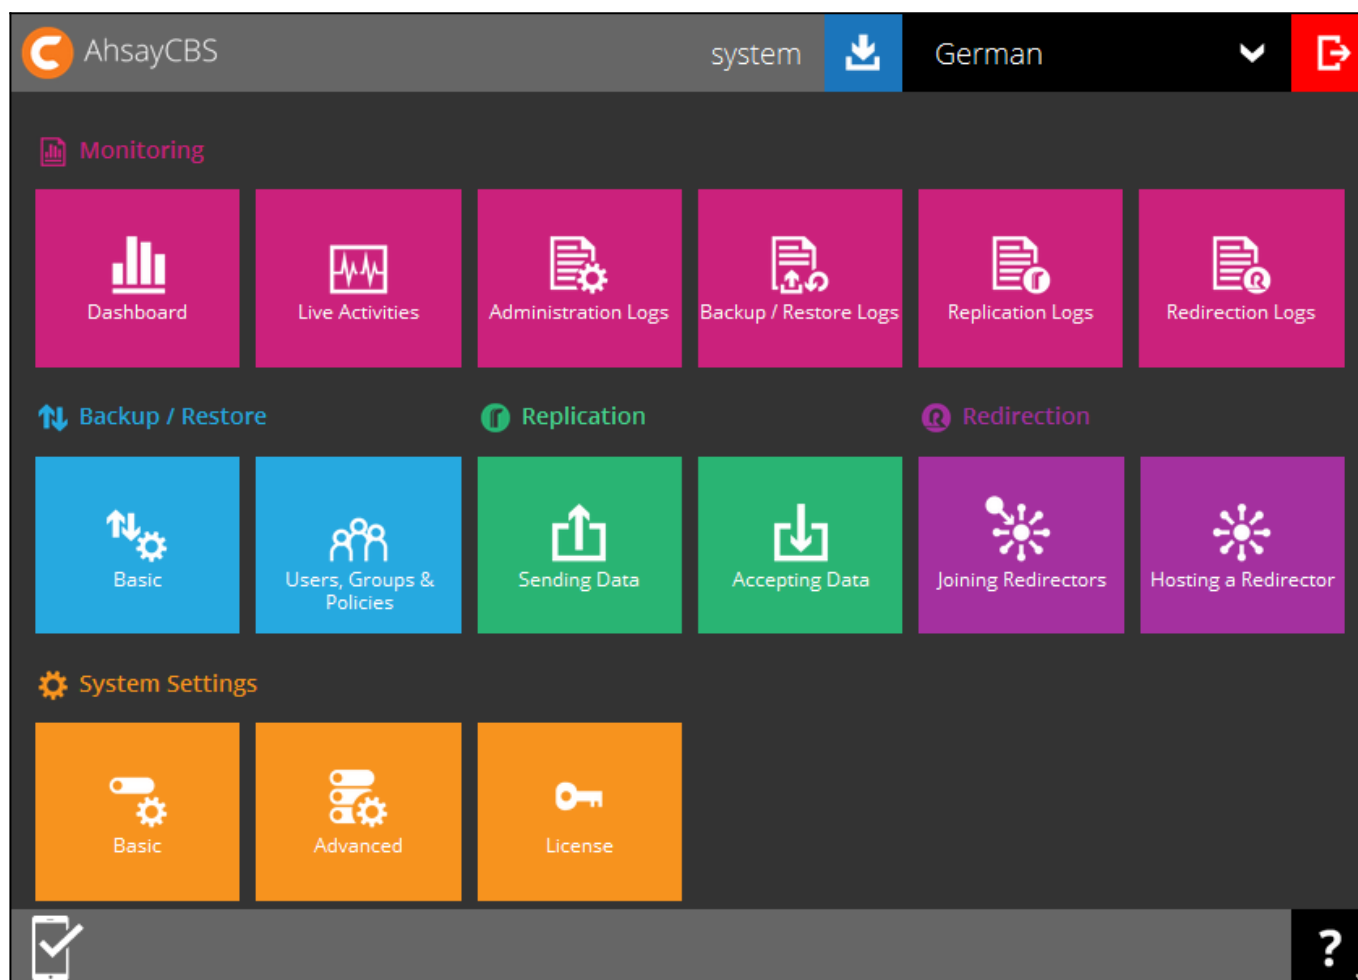 AhsayCBS
system
German
Monitoring
Dashboard
Live Activities
Administration Logs
Backup / Restore Logs
Replication Logs
Redirection Logs
Backup / Restore
Replication
Redirection
Basic
Users, Groups &
Policies
Sending Data
Accepting Data
Joining Redirectors
Hosting a Redirector
System Settings
Basic
Advanced
License
?